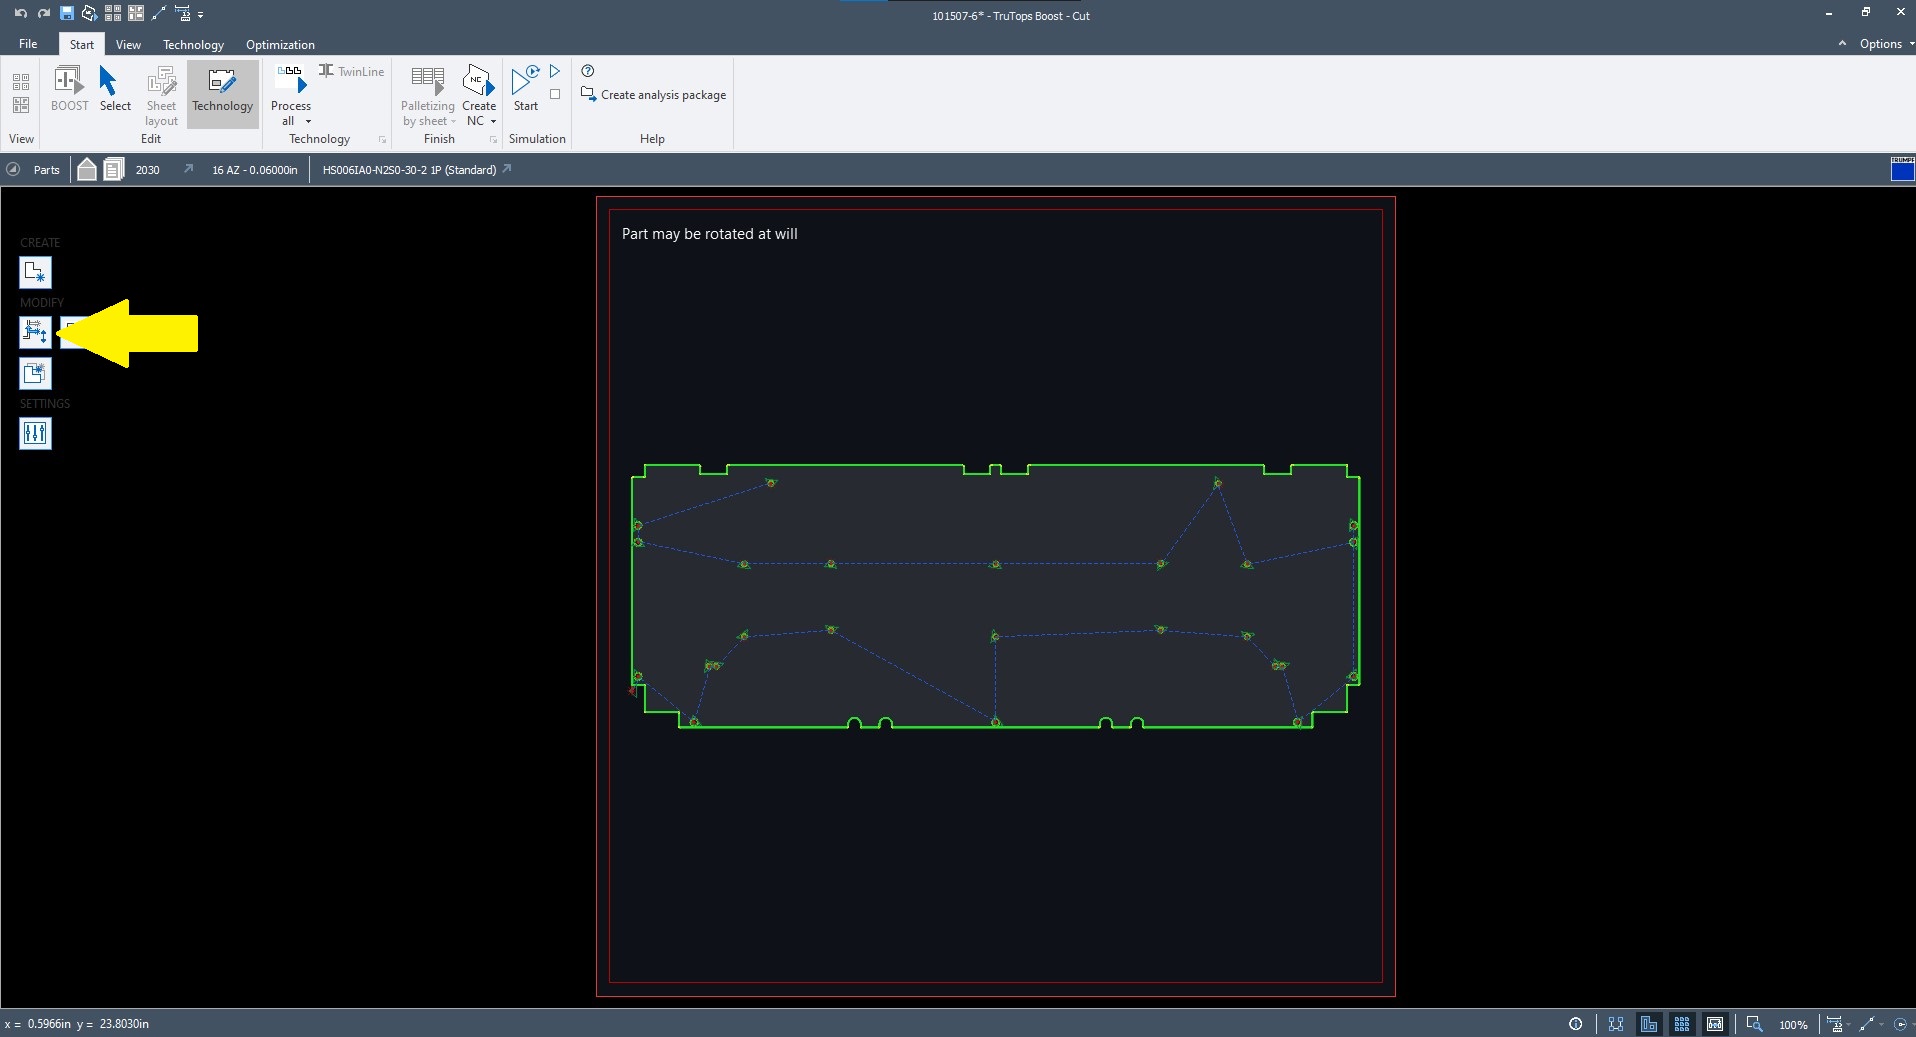 101507-6* - TruTops Boost - Cut
File Start View Technology Optimization
Options
BOOST
Select
Sheet
layout
Technology
Process
all
TwinLine
Palletizing
by sheet
Create
NC
NC
Start
Create analysis package
View Edit Technology Finish Simulation Help
Parts 2030 16 AZ - 0.06000in HS006IA0-N2S0-30-2 1P (Standard)
TRUMPF
Part may be rotated at will
CREATE
MODIFY
SETTINGS
x = 0.5966in y = 23.8030in
100%